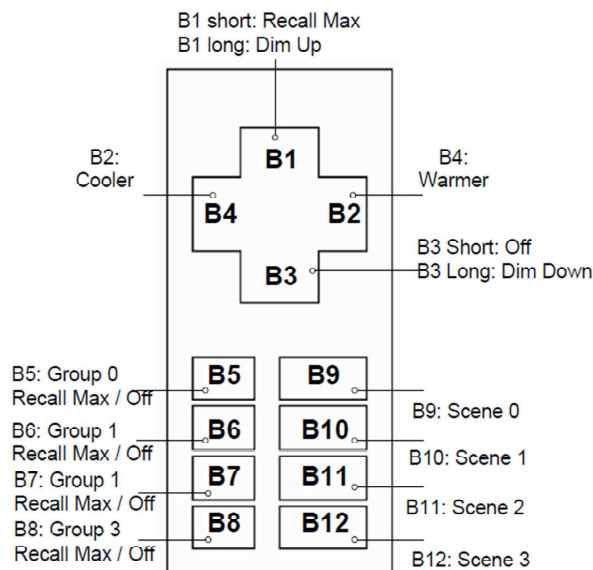 B1 short: Recall Max
B1 long: Dim Up
B2:
Cooler
B1
B4:
Warmer
B4
B2
B3
B3 Short: Off
B3 Long: Dim Down
B5: Group 0
Recall Max / Off
B5
B9
B9: Scene 0
B6: Group 1
Recall Max / Off
B6
B10
B10: Scene 1
B7: Group 1
Recall Max / Off
B7
B11
B11: Scene 2
B8: Group 3
Recall Max / Off
B8
B12
B12: Scene 3